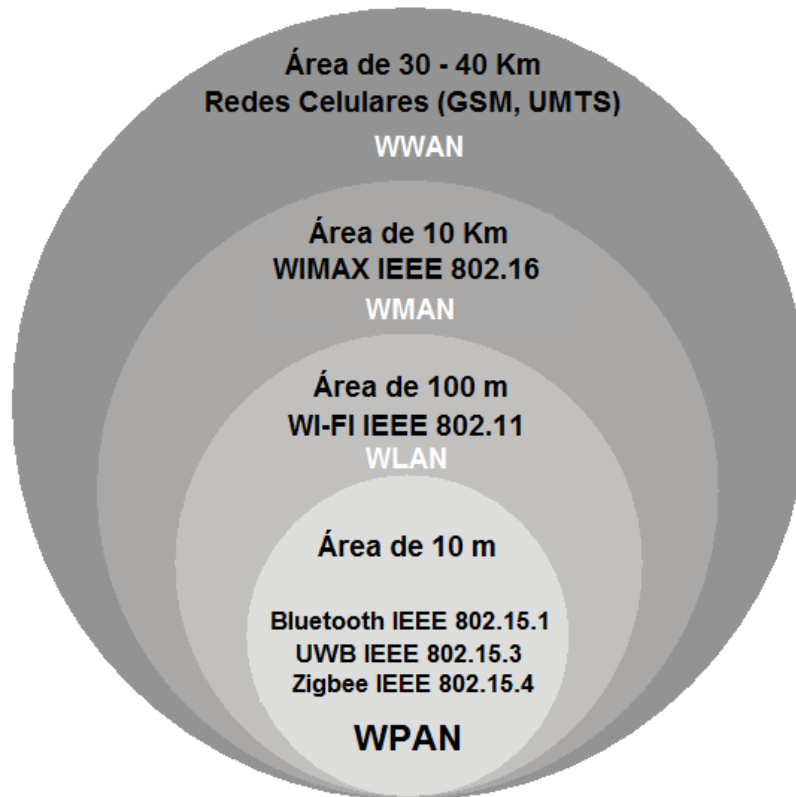 Área de 30 - 40 Km
Redes Celulares (GSM, UMTS)
WWAN
Área de 10 Km
WIMAX IEEE 802.16
WMAN
Área de 100 m
WI-FI IEEE 802.11
WLAN
Área de 10 m
Bluetooth IEEE 802.15.1
UWB IEEE 802.15.3
Zigbee IEEE 802.15.4
WPAN